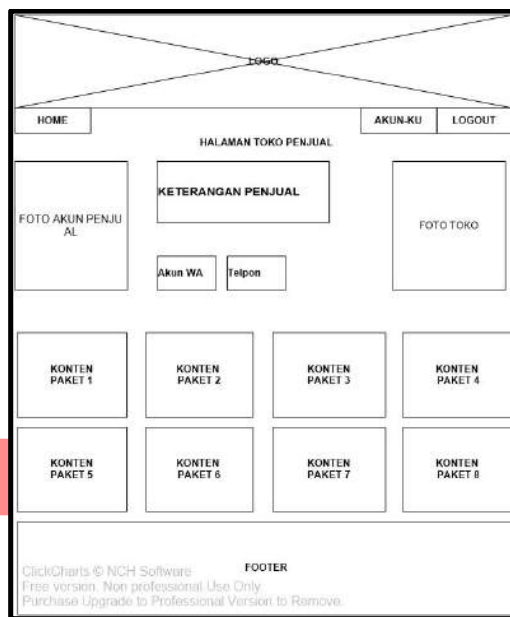 LOGO
HOME
AKUN-KU
LOGOUT
HALAMAN TOKO PENJUAL
FOTO AKUN PENJU
AL
KETERANGAN PENJUAL
FOTO TOKO
Akun WA
Telpon
KONTEN
PAKET 1
KONTEN
PAKET 2
KONTEN
PAKET 3
KONTEN
PAKET 4
KONTEN
PAKET 5
KONTEN
PAKET 6
KONTEN
PAKET 7
KONTEN
PAKET 8
FOOTER
ClickCharts © NCH Software
Free version. Non professional Use Only.
Purchase Upgrade to Professional Version to Remove.